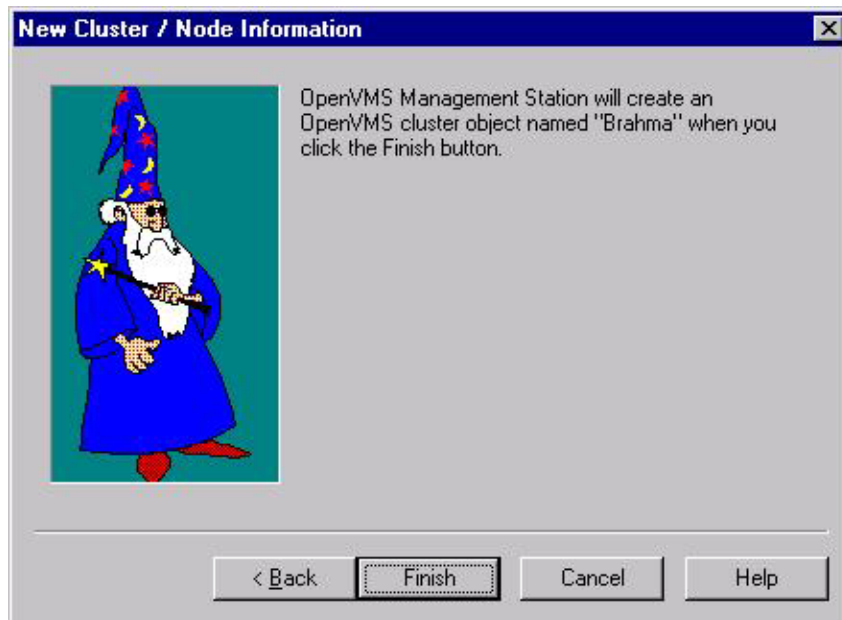 New Cluster / Node Information
OpenVMS Management Station will create an
OpenVMS cluster object named "Brahma" when you
click the Finish button.
< Back
Finish
Cancel
Help